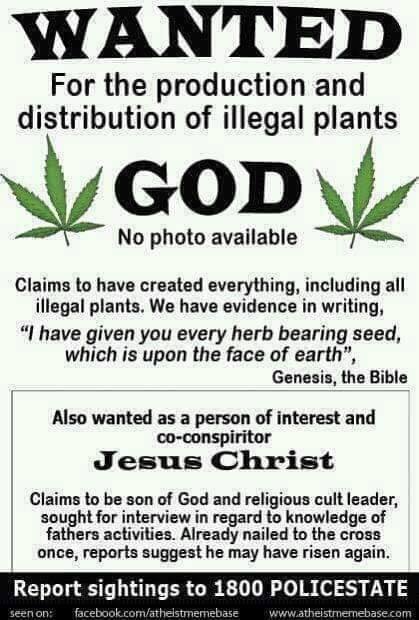 WANTED
For the production and
distribution of illegal plants
GOD
No photo available
Claims to have created everything, including all
illegal plants. We have evidence in writing,
“I have given you every herb bearing seed,
which is upon the face of earth”,
Genesis, the Bible
Also wanted as a person of interest and
co-conspiritor
Jesus Christ
Claims to be son of God and religious cult leader,
sought for interview in regard to knowledge of
fathers activities. Already nailed to the cross
once, reports suggest he may have risen again.
Report sightings to 1800 POLICESTATE
seen on: facebook.com/atheistmemebase www.atheistmemebase.com